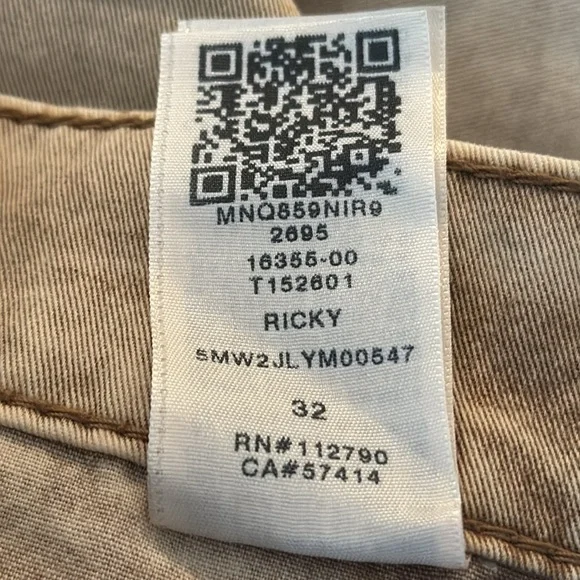 MNQ859NIR9
2695
16355-00
T152601
RICKY
5MW2JLYM00547
32
RN#112790
CA#57414